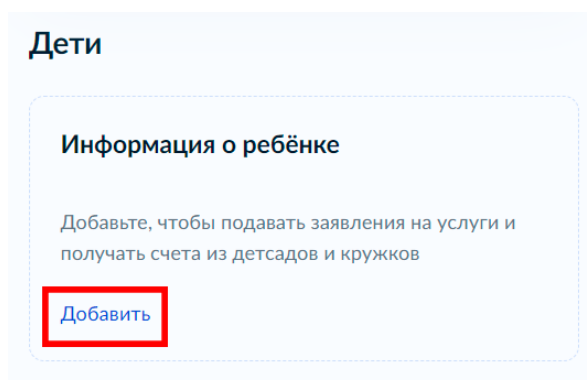 Дети
Информация о ребёнке
Добавьте, чтобы подавать заявления на услуги и
получать счета из детсадов и кружков
Добавить